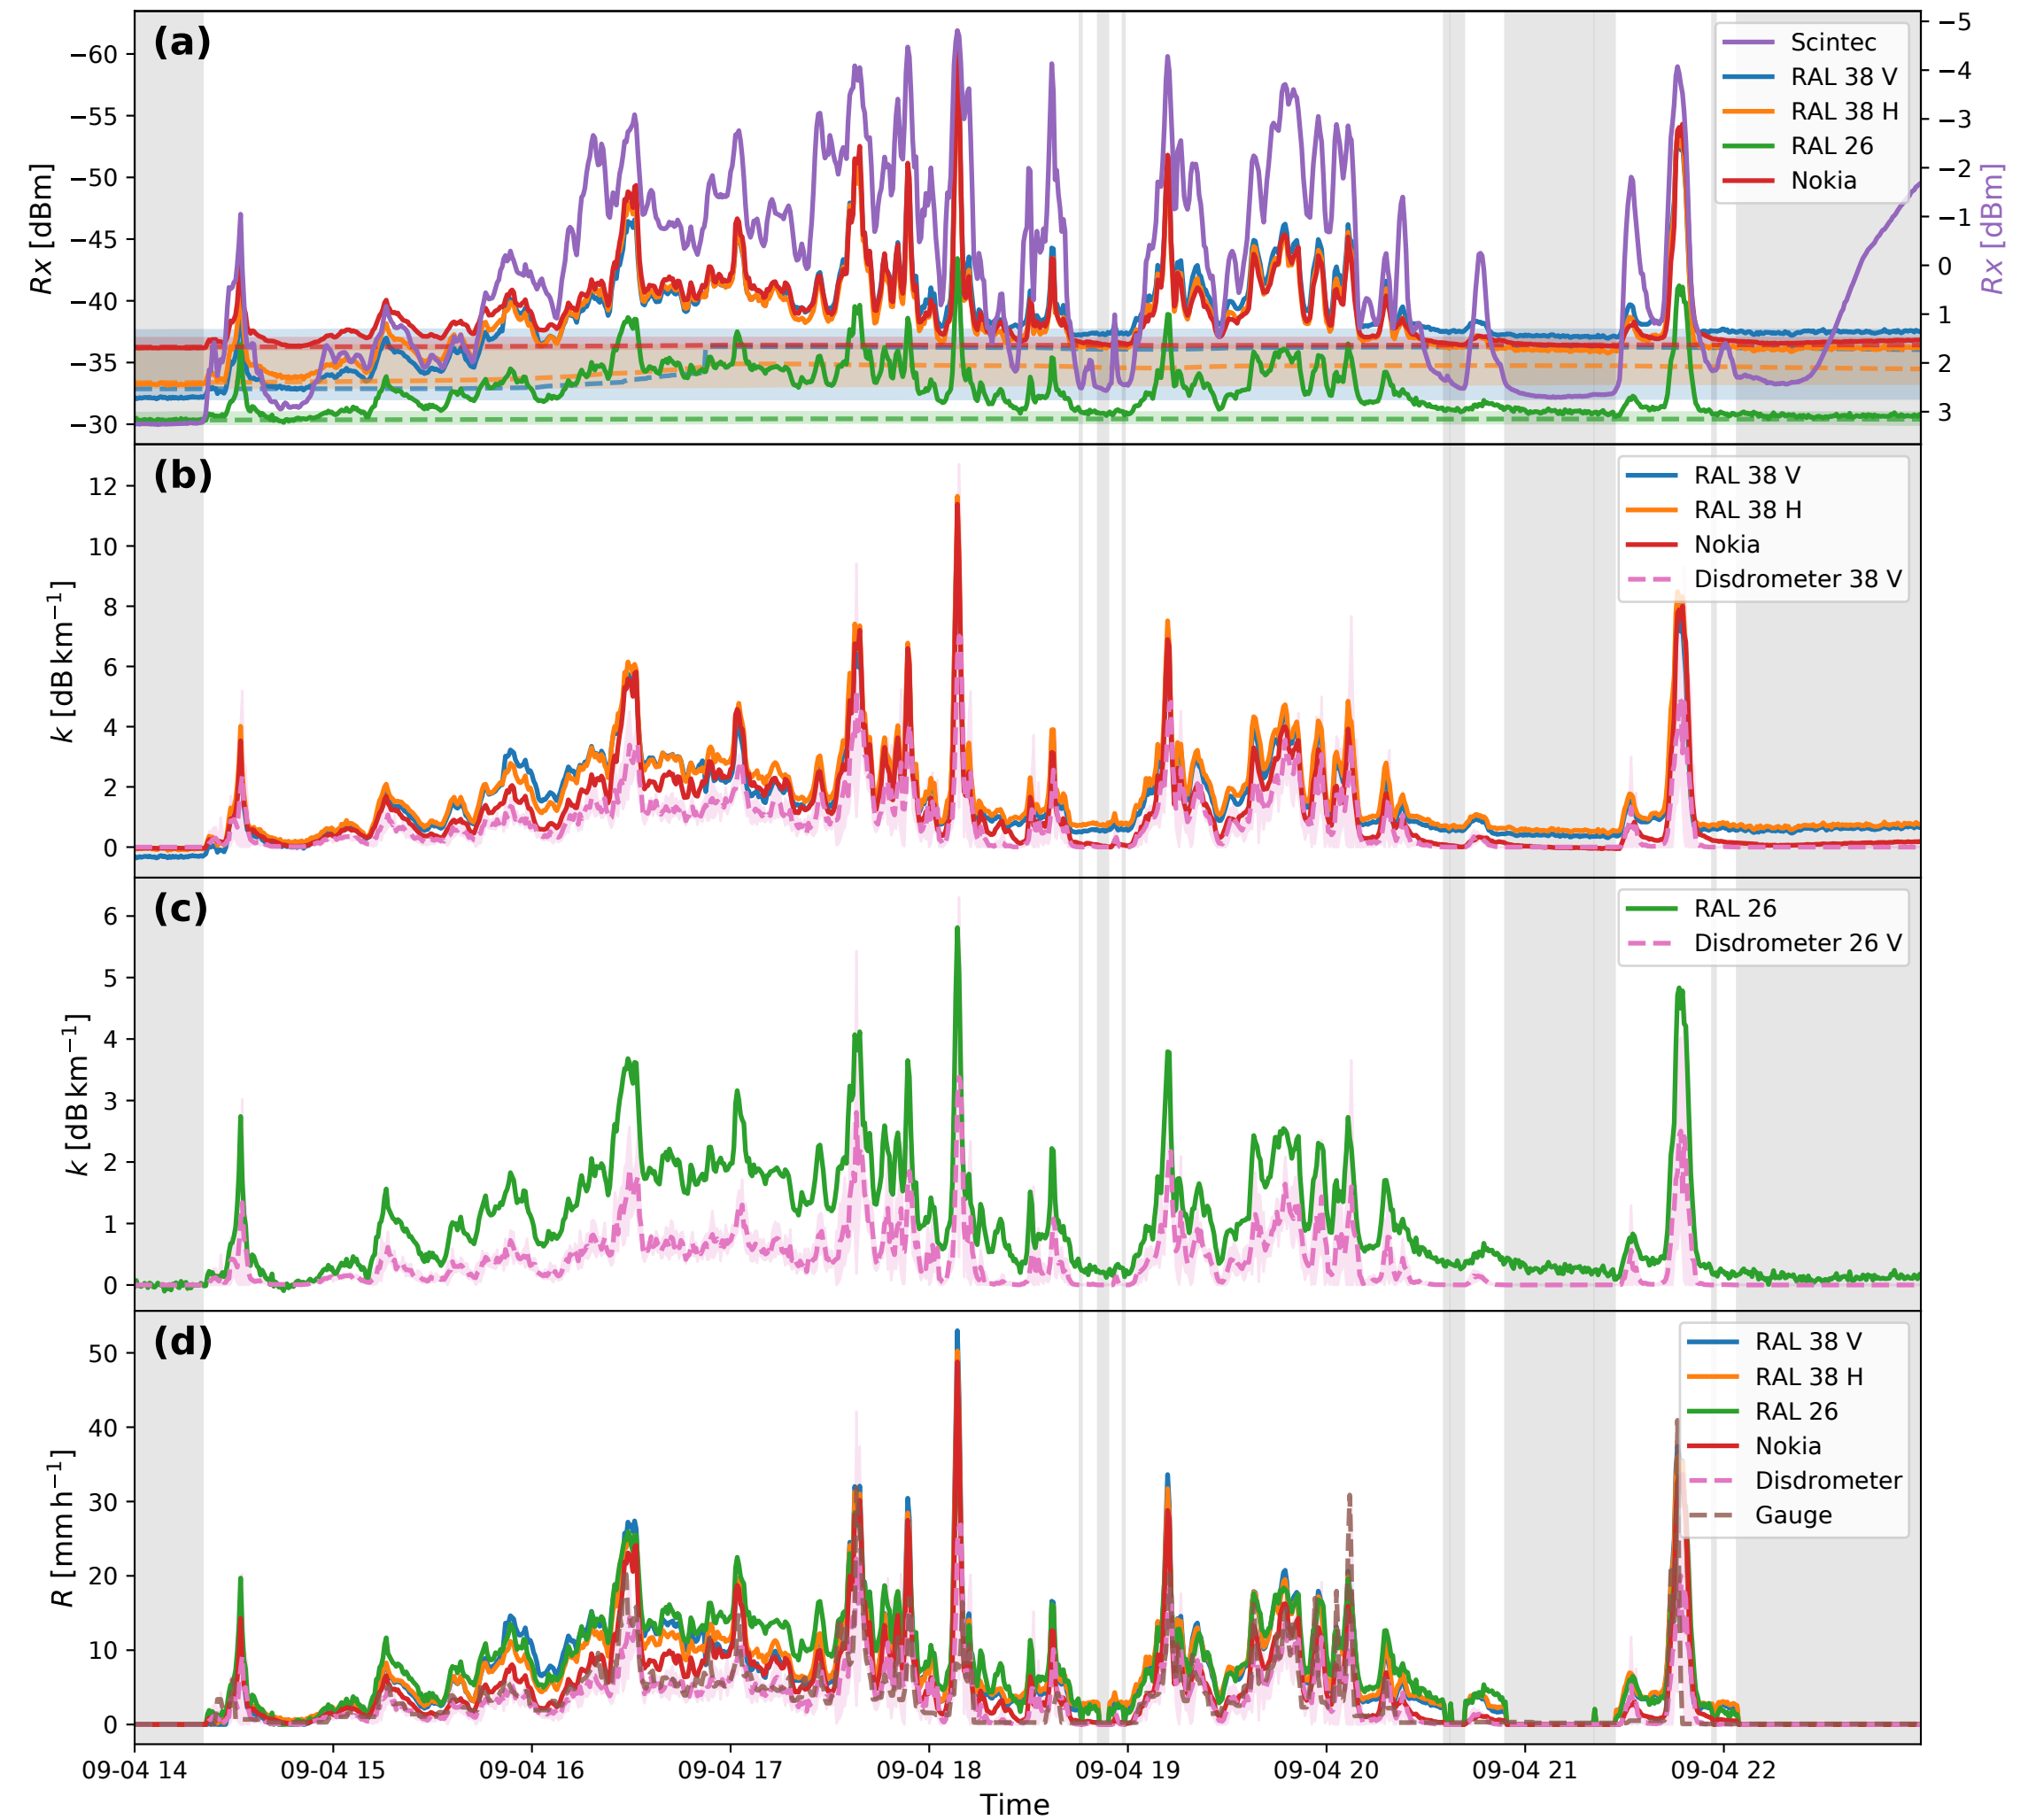 (a)
−60
−55
−50
−45
−40
−35
−30
Rx [dBm]
−5
−4
−3
−2
−1
0
1
2
3
Rx [dBm]
Scintec
RAL 38 V
RAL 38 H
RAL 26
Nokia
(b)
12
10
8
6
4
2
0
k [dB km⁻¹]
RAL 38 V
RAL 38 H
Nokia
Disdrometer 38 V
(c)
6
5
4
3
2
1
0
k [dB km⁻¹]
RAL 26
Disdrometer 26 V
(d)
50
40
30
20
10
0
R [mm h⁻¹]
RAL 38 V
RAL 38 H
RAL 26
Nokia
Disdrometer
Gauge
09-04 14 09-04 15 09-04 16 09-04 17 09-04 18 09-04 19 09-04 20 09-04 21 09-04 22
Time